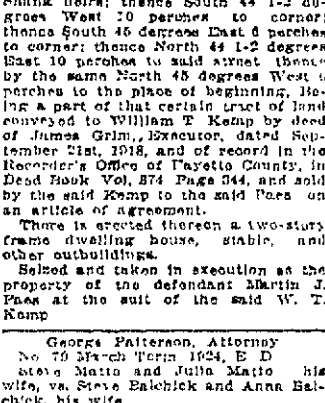 heirs; thence South 44 1-2 de-
grees West 10 perches to corner;
thence South 45 degrees East 6 perches
to corner; thence North 44 1-2 degrees
East 10 perches to said street thence
by the same North 45 degrees West 6
perches to the place of beginning. Be-
ing a part of that certain tract of land
conveyed to William T Kemp by deed
of James Grim,, Executor, dated Sep-
tember 21st, 1918, and of record in the
Recorder's Office of Fayette County, in
Deed Book Vol, 374 Page 344, and sold
by the said Kemp to the said Paes on
an article of agreement.
There is erected thereon a two-story
frame dwelling house, stable, and
other outbuildings.
Seized and taken in execution as the
property of the defendant Martin J.
Paes at the suit of the said W. T.
Kemp
George Patterson, Attorney
No 79 March Term 1924, E D
Steve Matto and Julia Matto his
wife, vs. Steve Balchick and Anna Bal-
chick, his wife